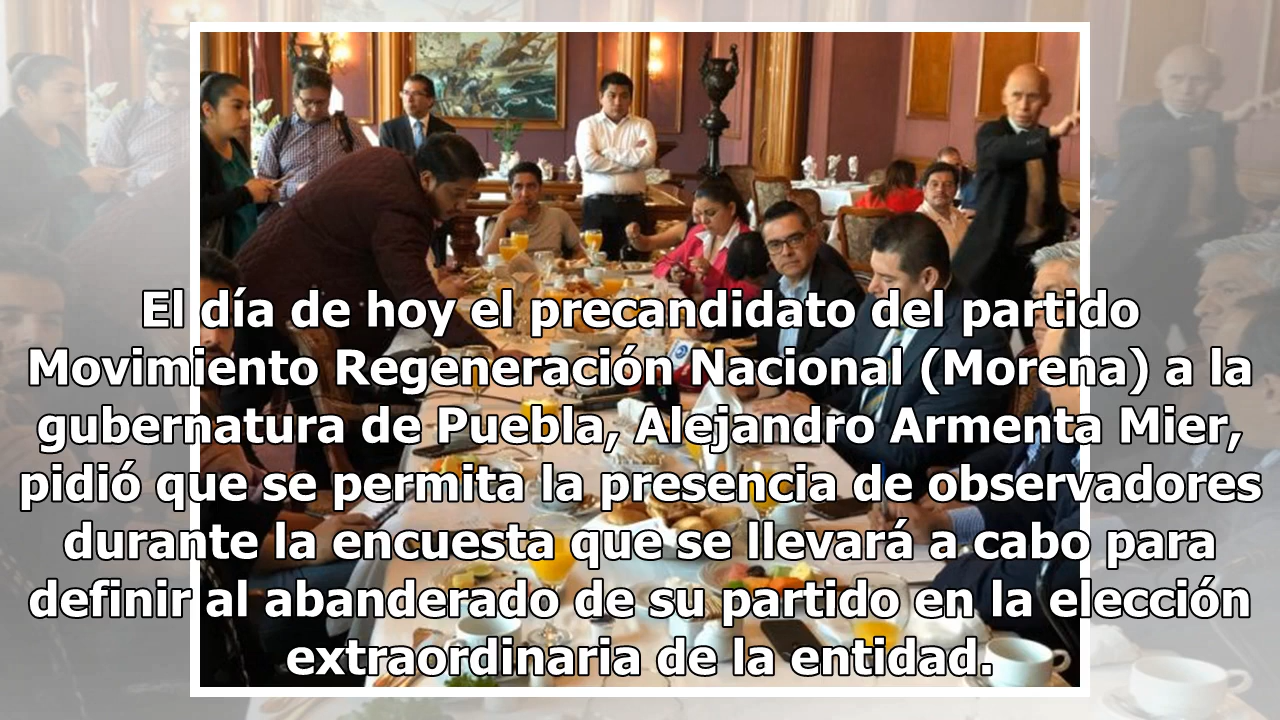 El día de hoy el precandidato del partido
Movimiento Regeneración Nacional (Morena) a la
gubernatura de Puebla, Alejandro Armenta Mier,
pidió que se permita la presencia de observadores
durante la encuesta que se llevará a cabo para
definir al abanderado de su partido en la elección
extraordinaria de la entidad.